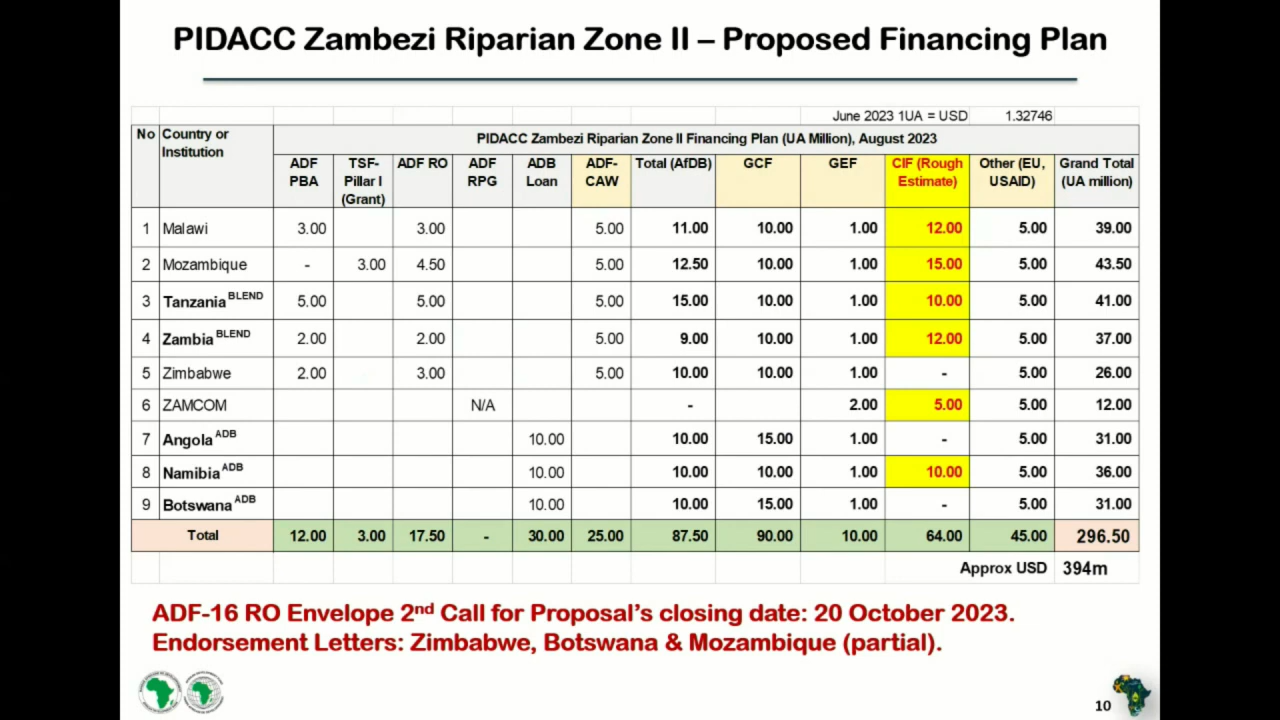 PIDACC Zambezi Riparian Zone II – Proposed Financing Plan
June 2023 1UA = USD 1.32746
No Country or Institution PIDACC Zambezi Riparian Zone II Financing Plan (UA Million), August 2023
ADF PBA TSF-Pillar I (Grant) ADF RO ADF RPG ADB Loan ADF-CAW Total (AfDB) GCF GEF CIF (Rough Estimate) Other (EU, USAID) Grand Total (UA million)
1 Malawi 3.00 3.00 5.00 11.00 10.00 1.00 12.00 5.00 39.00
2 Mozambique - 3.00 4.50 5.00 12.50 10.00 1.00 15.00 5.00 43.50
3 Tanzania BLEND 5.00 5.00 5.00 15.00 10.00 1.00 10.00 5.00 41.00
4 Zambia BLEND 2.00 2.00 5.00 9.00 10.00 1.00 12.00 5.00 37.00
5 Zimbabwe 2.00 3.00 5.00 10.00 10.00 1.00 - 5.00 26.00
6 ZAMCOM N/A - 2.00 5.00 5.00 12.00
7 Angola ADB 10.00 10.00 15.00 1.00 - 5.00 31.00
8 Namibia ADB 10.00 10.00 10.00 1.00 10.00 5.00 36.00
9 Botswana ADB 10.00 10.00 15.00 1.00 - 5.00 31.00
Total 12.00 3.00 17.50 - 30.00 25.00 87.50 90.00 10.00 64.00 45.00 296.50
Approx USD 394m
ADF-16 RO Envelope 2nd Call for Proposal's closing date: 20 October 2023.
Endorsement Letters: Zimbabwe, Botswana & Mozambique (partial).
10